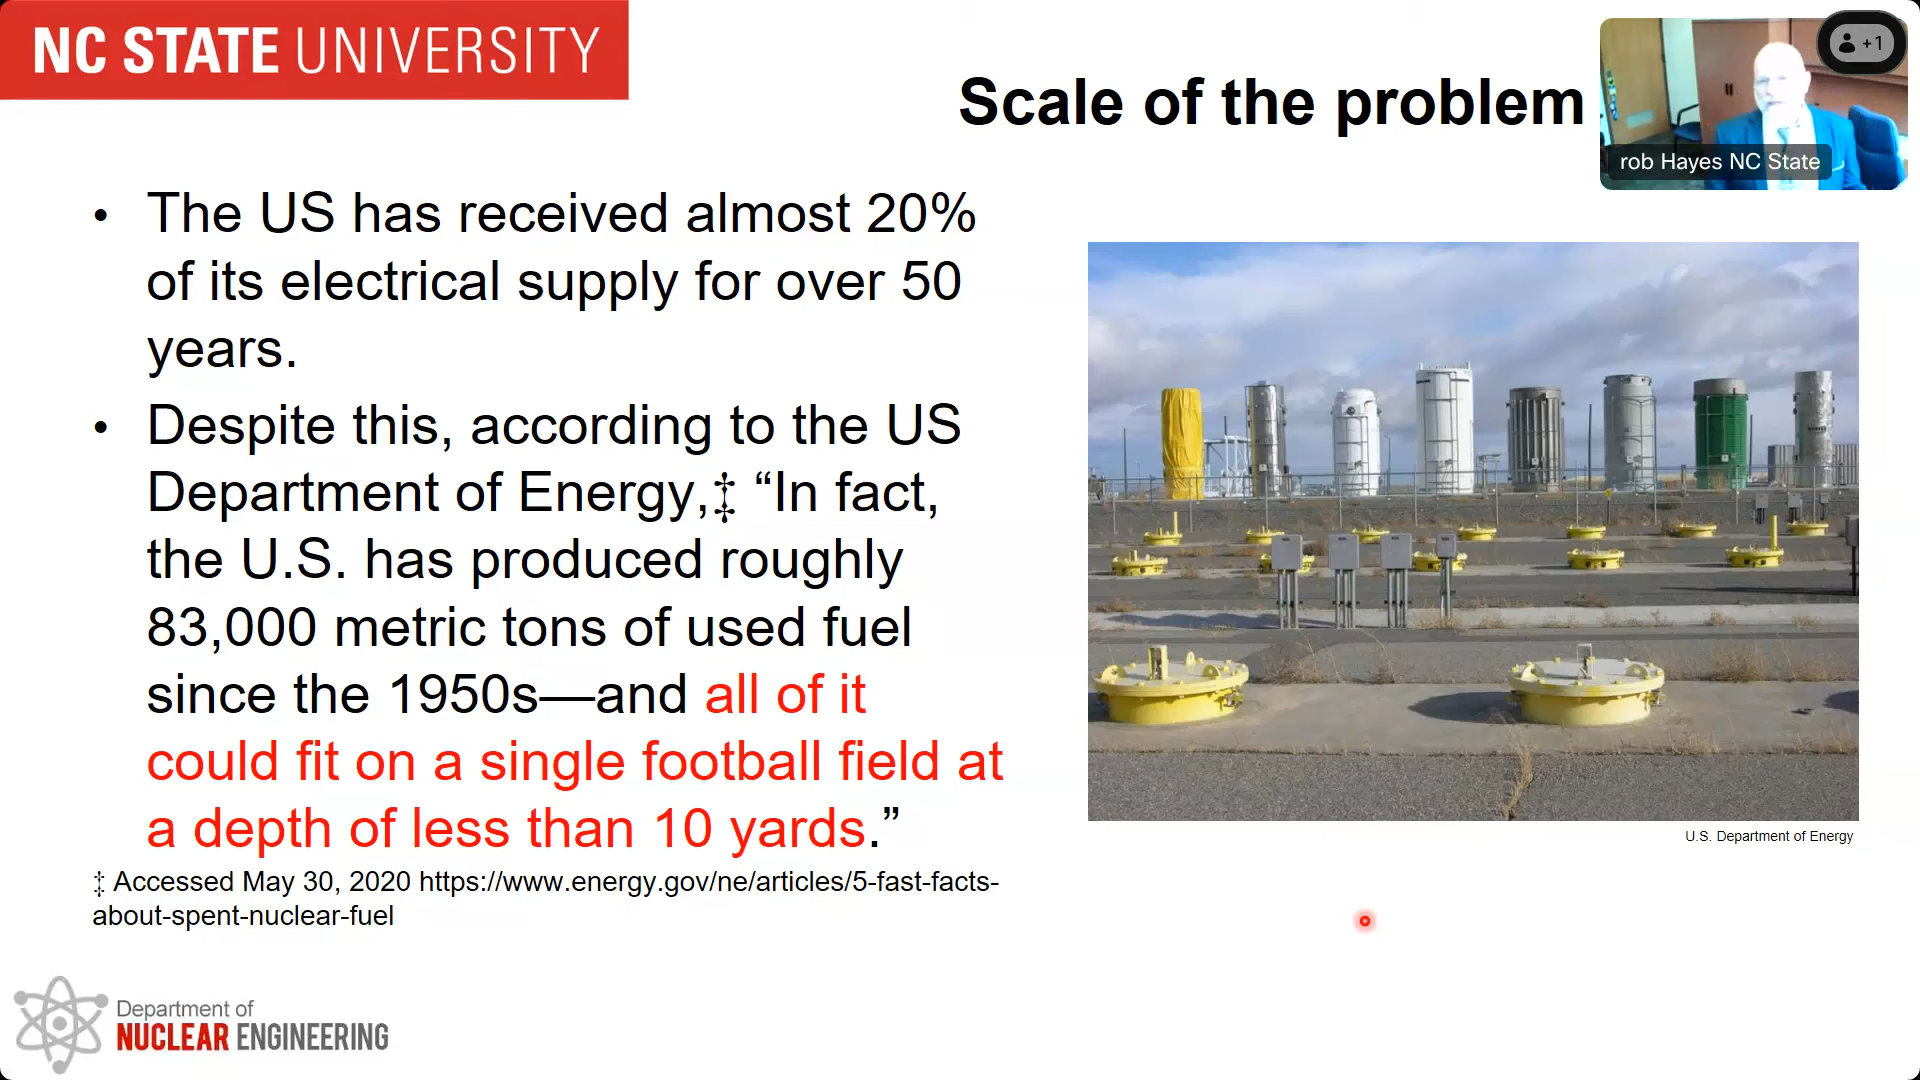 NC STATE UNIVERSITY
Scale of the problem
+1
rob Hayes NC State
• The US has received almost 20%
of its electrical supply for over 50
years.
• Despite this, according to the US
Department of Energy,‡ “In fact,
the U.S. has produced roughly
83,000 metric tons of used fuel
since the 1950s—and all of it
could fit on a single football field at
a depth of less than 10 yards.”
‡ Accessed May 30, 2020 https://www.energy.gov/ne/articles/5-fast-facts-
about-spent-nuclear-fuel
U.S. Department of Energy
Department of
NUCLEAR ENGINEERING